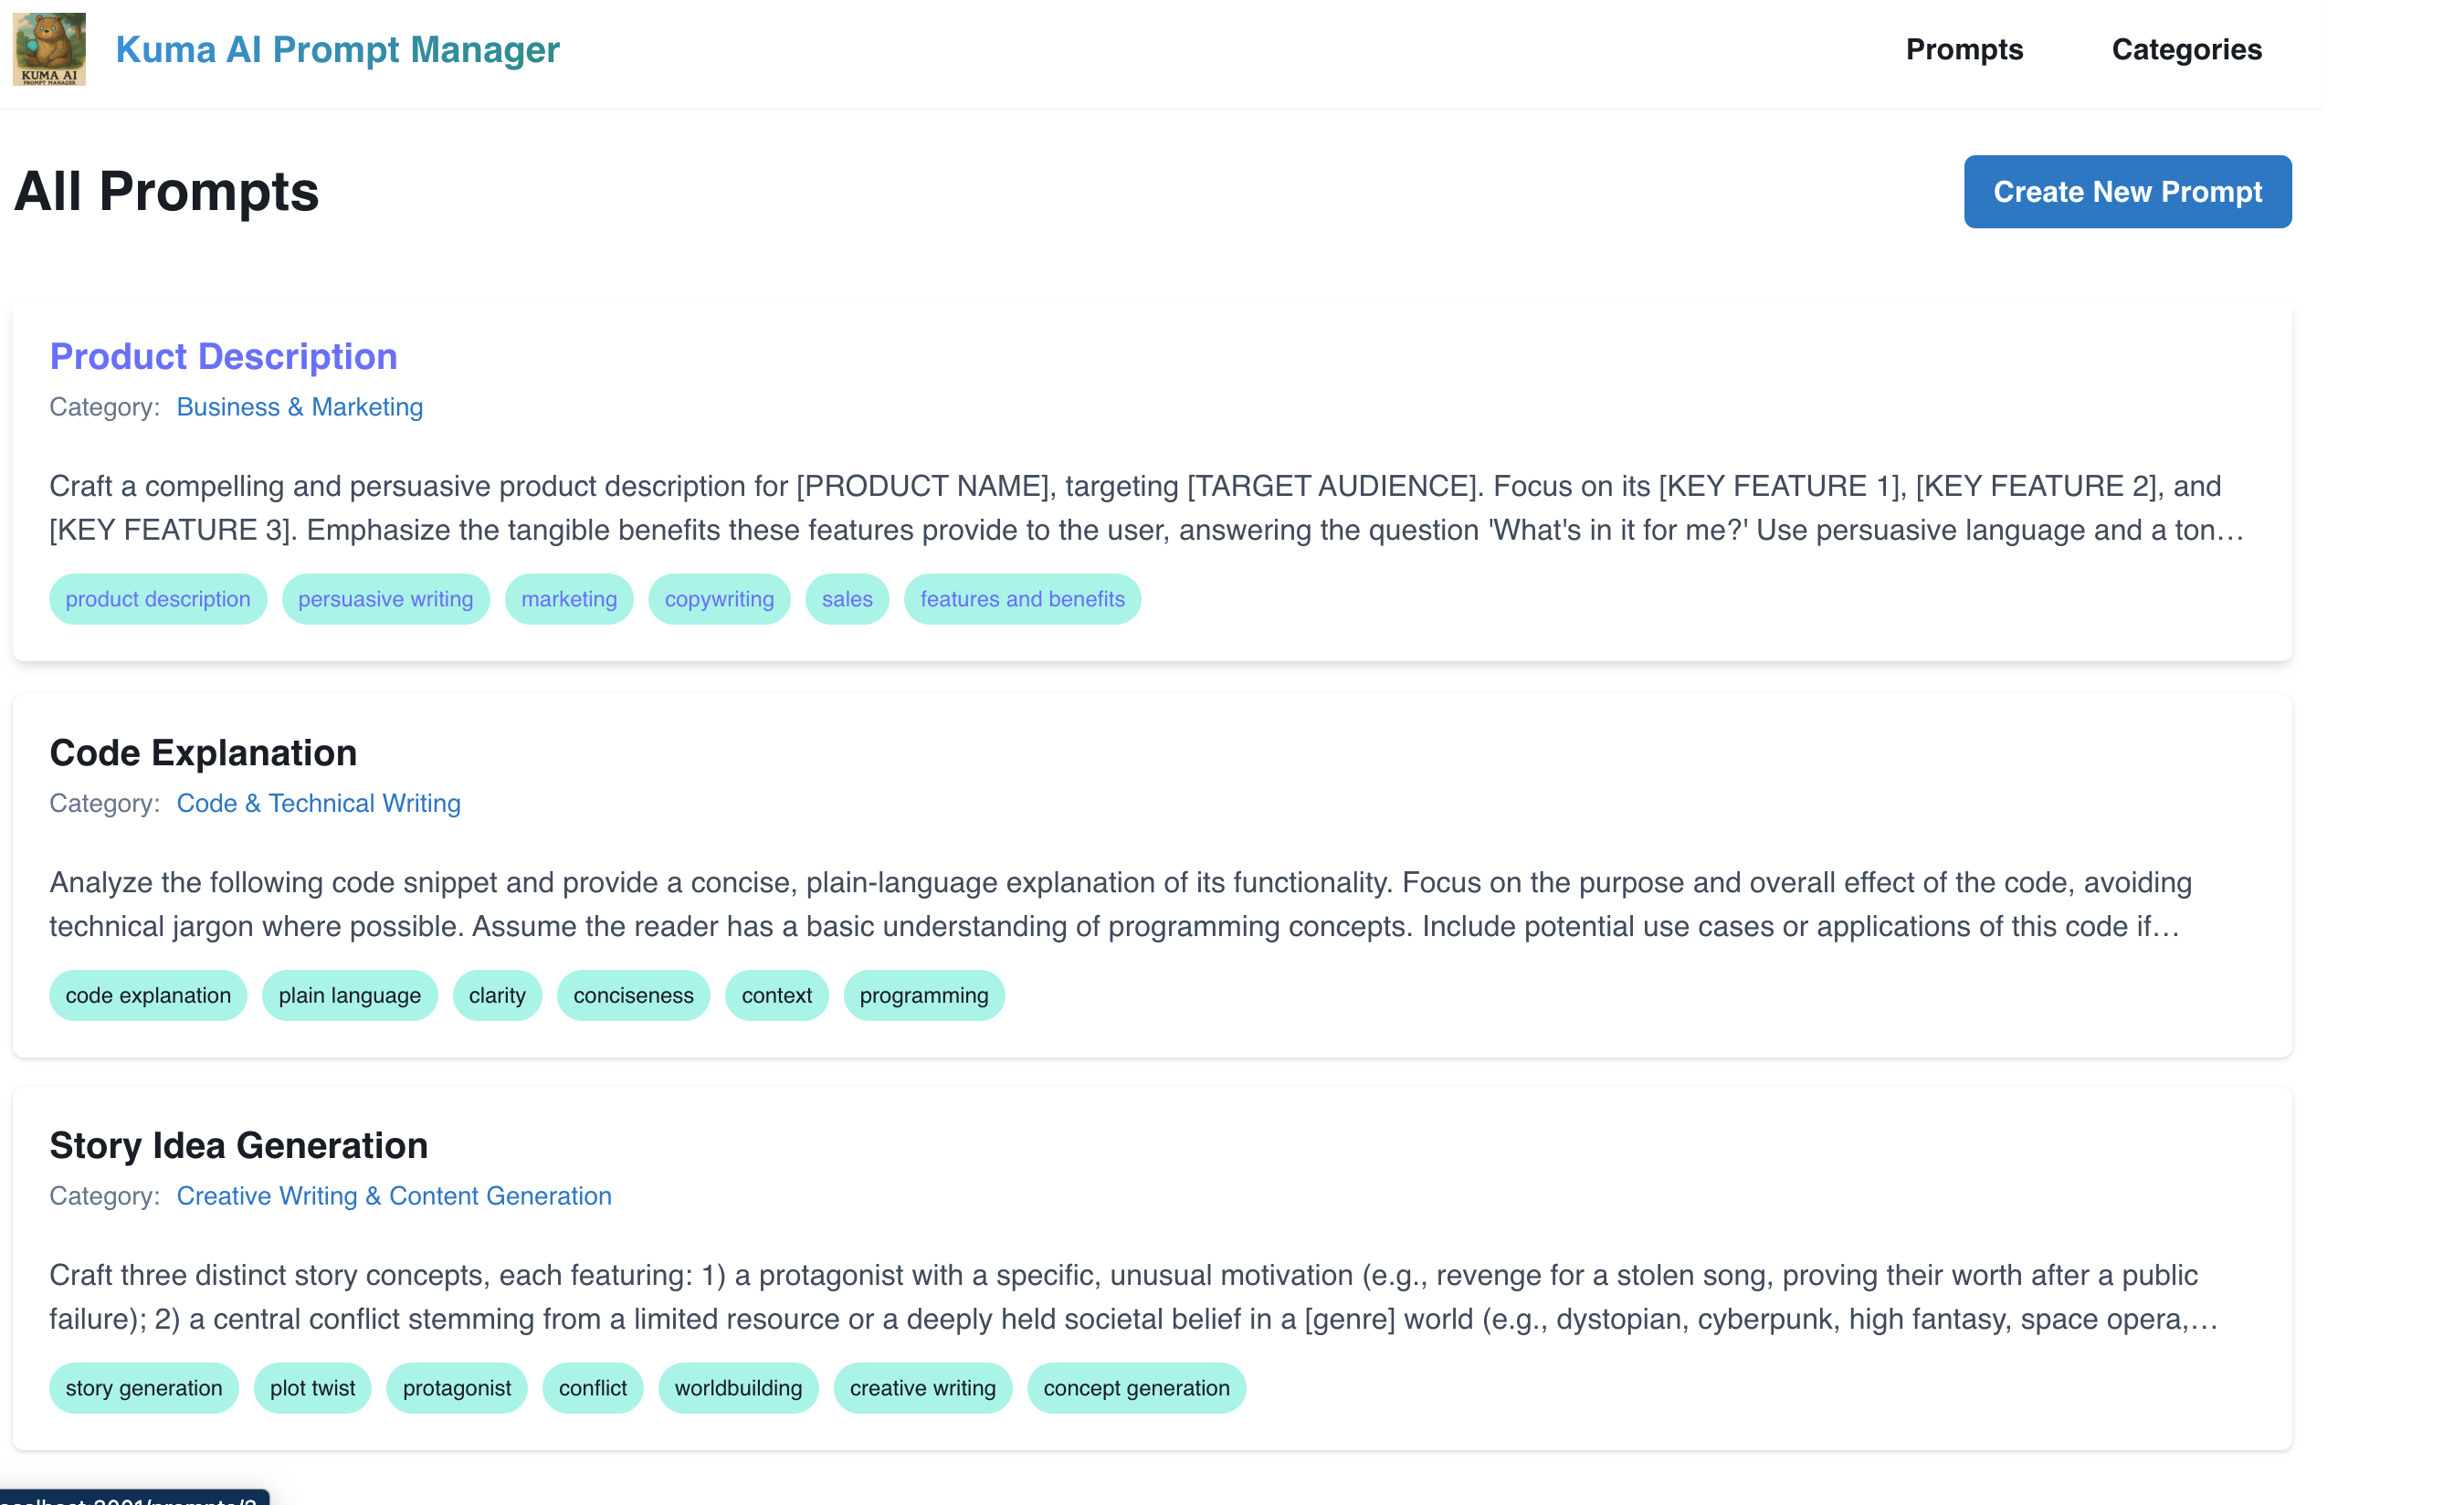 KUMA AI
PROMPT MANAGER
Kuma AI Prompt Manager
Prompts
Categories
All Prompts
Create New Prompt
Product Description
Category: Business & Marketing
Craft a compelling and persuasive product description for [PRODUCT NAME], targeting [TARGET AUDIENCE]. Focus on its [KEY FEATURE 1], [KEY FEATURE 2], and
[KEY FEATURE 3]. Emphasize the tangible benefits these features provide to the user, answering the question 'What's in it for me?' Use persuasive language and a ton…
product description persuasive writing marketing copywriting sales features and benefits
Code Explanation
Category: Code & Technical Writing
Analyze the following code snippet and provide a concise, plain-language explanation of its functionality. Focus on the purpose and overall effect of the code, avoiding
technical jargon where possible. Assume the reader has a basic understanding of programming concepts. Include potential use cases or applications of this code if…
code explanation plain language clarity conciseness context programming
Story Idea Generation
Category: Creative Writing & Content Generation
Craft three distinct story concepts, each featuring: 1) a protagonist with a specific, unusual motivation (e.g., revenge for a stolen song, proving their worth after a public
failure); 2) a central conflict stemming from a limited resource or a deeply held societal belief in a [genre] world (e.g., dystopian, cyberpunk, high fantasy, space opera,…
story generation plot twist protagonist conflict worldbuilding creative writing concept generation